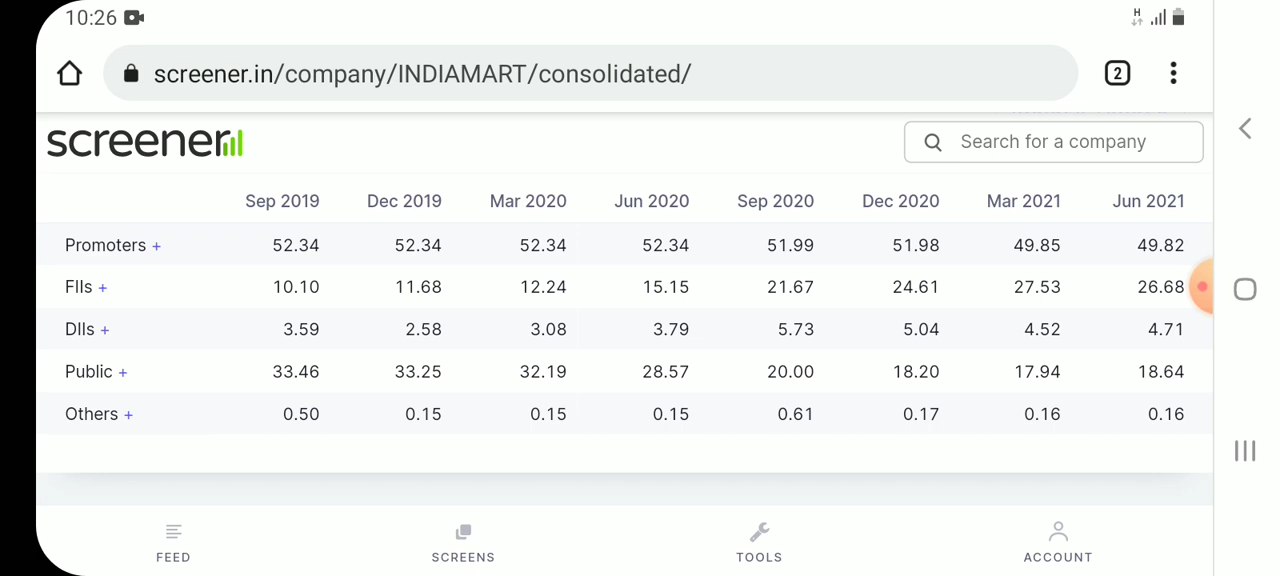 10:26
H
screener.in/company/INDIAMART/consolidated/
2
screener
Search for a company
Sep 2019 Dec 2019 Mar 2020 Jun 2020 Sep 2020 Dec 2020 Mar 2021 Jun 2021
Promoters + 52.34 52.34 52.34 52.34 51.99 51.98 49.85 49.82
FIIs + 10.10 11.68 12.24 15.15 21.67 24.61 27.53 26.68
DIIs + 3.59 2.58 3.08 3.79 5.73 5.04 4.52 4.71
Public + 33.46 33.25 32.19 28.57 20.00 18.20 17.94 18.64
Others + 0.50 0.15 0.15 0.15 0.61 0.17 0.16 0.16
FEED SCREENS TOOLS ACCOUNT